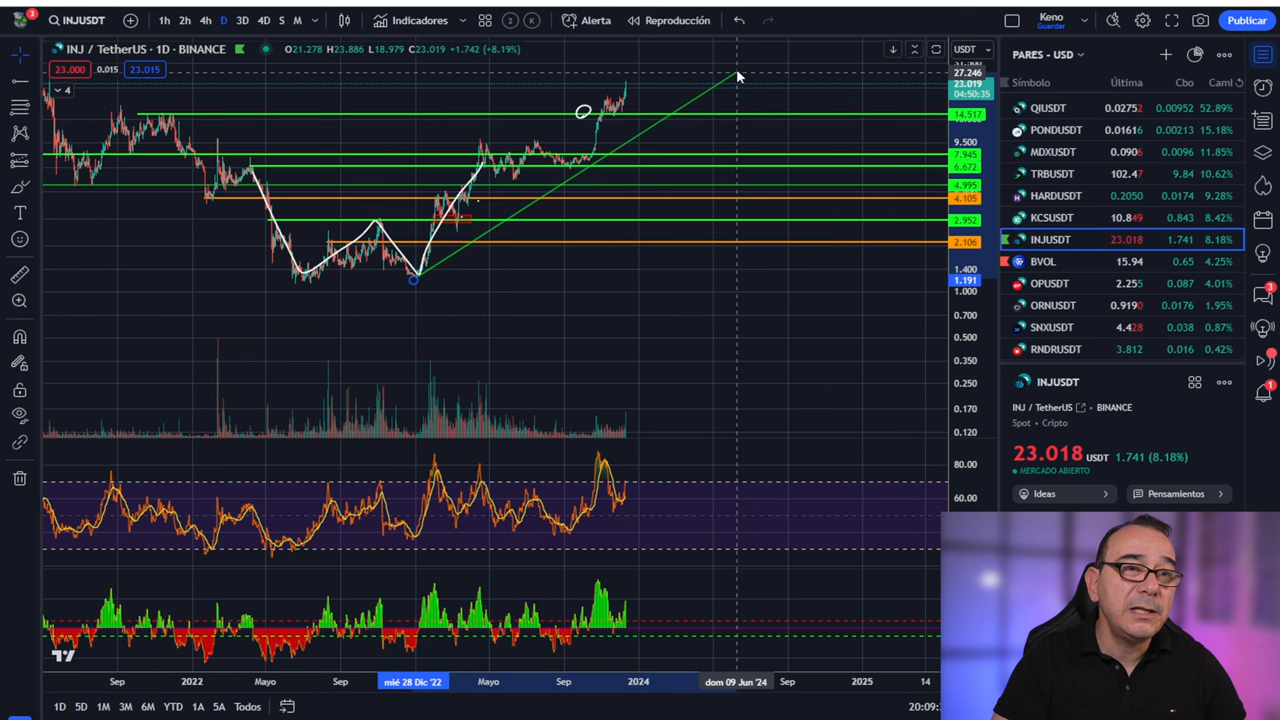 3
INJUSDT
1h 2h 4h D 3D 4D S M
Indicadores
2 K
Alerta
Reproducción
Keno
Guardar
Publicar
INJ / TetherUS · 1D · BINANCE
O21.278 H23.886 L18.979 C23.019 +1.742 (+8.19%)
USDT
23.000 0.015 23.015
4
27.246
23.019
04:50:35
14.517
9.500
7.945
6.672
4.995
4.105
2.952
2.106
1.400
1.191
1.000
0.700
0.500
0.350
0.250
0.170
0.120
80.00
60.00
Sep 2022 Mayo Sep mié 28 Dic '22 Mayo Sep 2024 dom 09 Jun '24 Sep 2025 14
1D 5D 1M 3M 6M YTD 1A 5A Todos
PARES - USD
Símbolo Última Cbo Caml
QIUSDT 0.02752 0.00952 52.89%
PONDUSDT 0.01616 0.00213 15.18%
MDXUSDT 0.0906 0.0096 11.85%
TRBUSDT 102.47 9.84 10.62%
HARDUSDT 0.2050 0.0174 9.28%
KCSUSDT 10.849 0.843 8.42%
INJUSDT 23.018 1.741 8.18%
BVOL 15.94 0.65 4.25%
OPUSDT 2.255 0.087 4.01%
ORNUSDT 0.9190 0.0176 1.95%
SNXUSDT 4.428 0.038 0.87%
RNDRUSDT 3.812 0.016 0.42%
3
1
INJUSDT
INJ / TetherUS · BINANCE
Spot · Cripto
23.018 USDT 1.741 (8.18%)
MERCADO ABIERTO
Ideas
Pensamientos